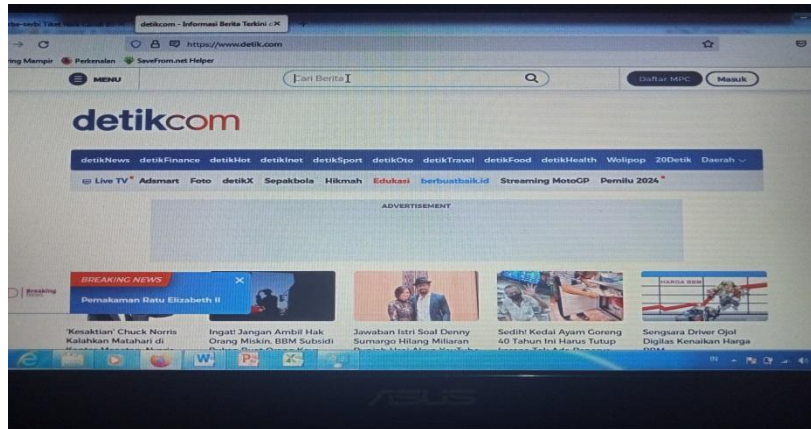 detikcom - Informasi Berita Terkini
https://www.detik.com
Mampir Perkenalan SaveFrom.net Helper
MENU
Cari Berita
Daftar MPC
Masuk
detikcom
detikNews detikFinance detikHot detikInet detikSport detikOto detikTravel detikFood detikHealth Wolipop 20Detik Daerah
Live TV Adsmart Foto detikX Sepakbola Hikmah Edukasi berbuatbaik.id Streaming MotoGP Pemilu 2024
ADVERTISEMENT
BREAKING NEWS
Breaking
News
Pemakaman Ratu Elizabeth II
HARGA BBM
'Kesaktian' Chuck Norris
Kalahkan Matahari di
Ingat! Jangan Ambil Hak
Orang Miskin, BBM Subsidi
Jawaban Istri Soal Denny
Sumargo Hilang Miliaran
Sedih! Kedai Ayam Goreng
40 Tahun Ini Harus Tutup
Sengsara Driver Ojol
Digilas Kenaikan Harga
BBM
IN
ASUS